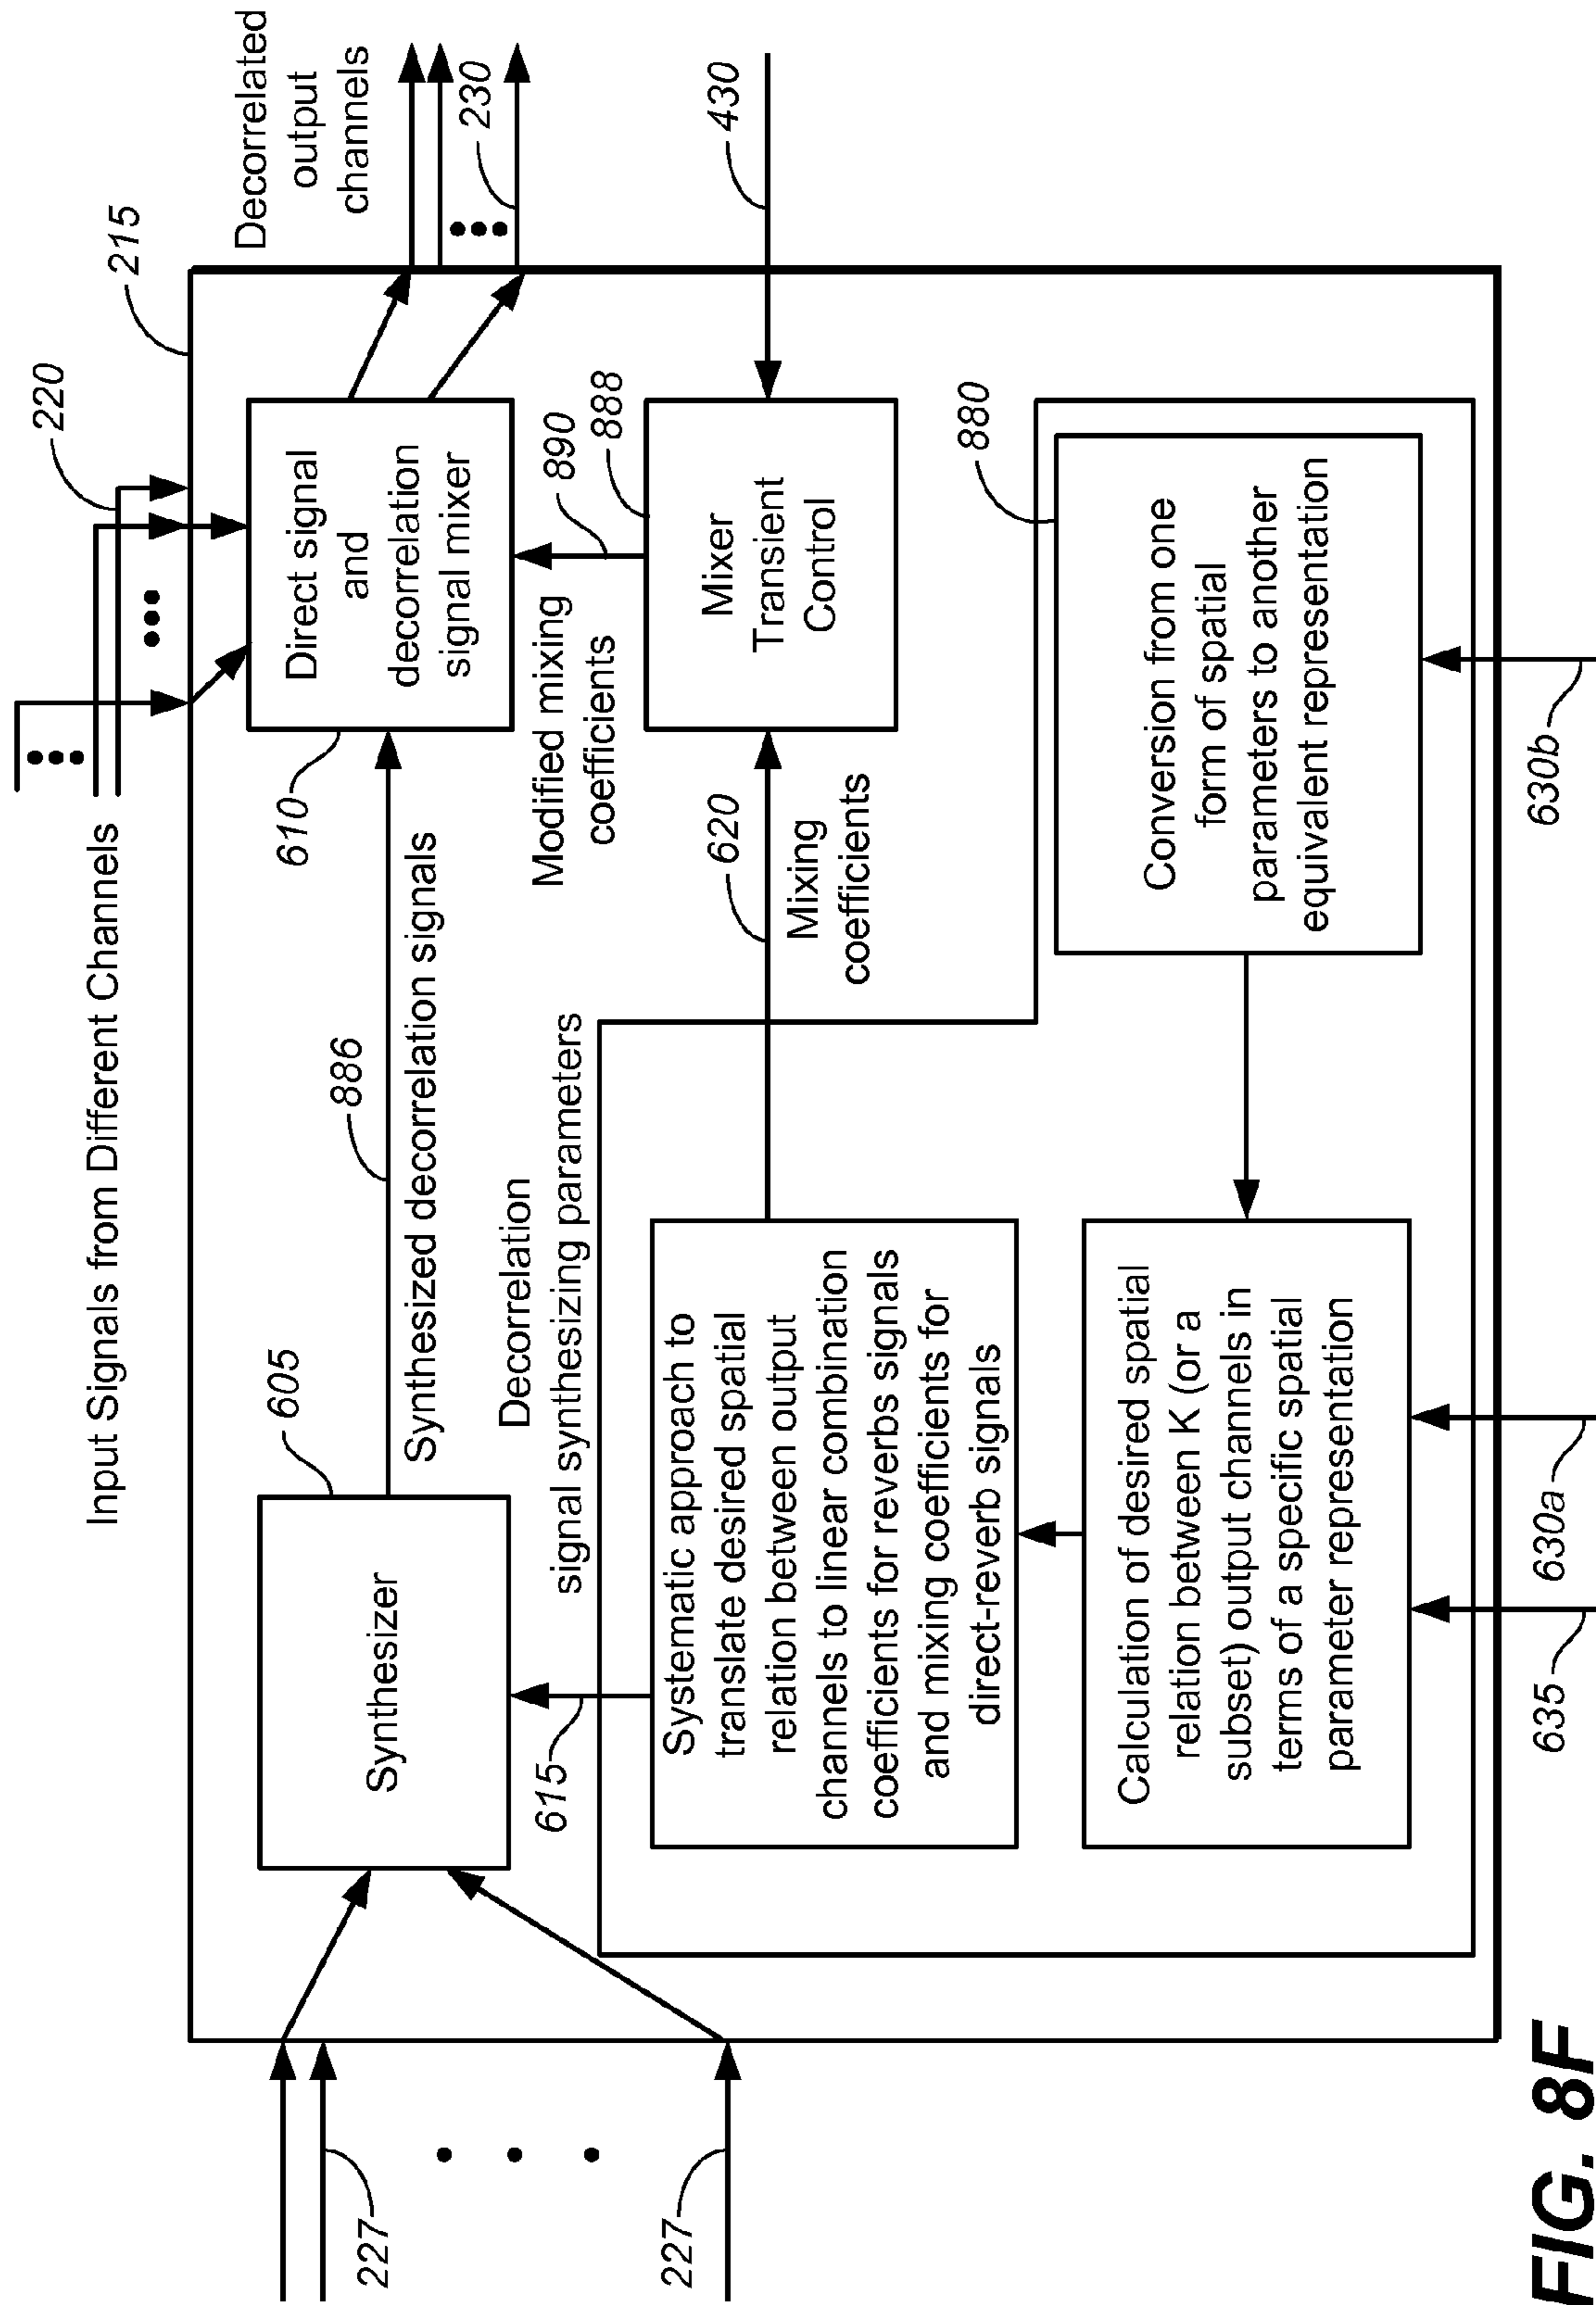 Input Signals from Different Channels
220
215
Decorrelated
output
channels
230
227
227
605
Synthesizer
886
Synthesized decorrelation signals
610
Direct signal
and
decorrelation
signal mixer
Decorrelation
signal synthesizing parameters
615
Modified mixing
coefficients
890
888
Mixer
Transient
Control
430
620
Mixing
coefficients
Systematic approach to
translate desired spatial
relation between output
channels to linear combination
coefficients for reverbs signals
and mixing coefficients for
direct-reverb signals
880
Calculation of desired spatial
relation between K (or a
subset) output channels in
terms of a specific spatial
parameter representation
Conversion from one
form of spatial
parameters to another
equivalent representation
635
630a
630b
FIG. 8F